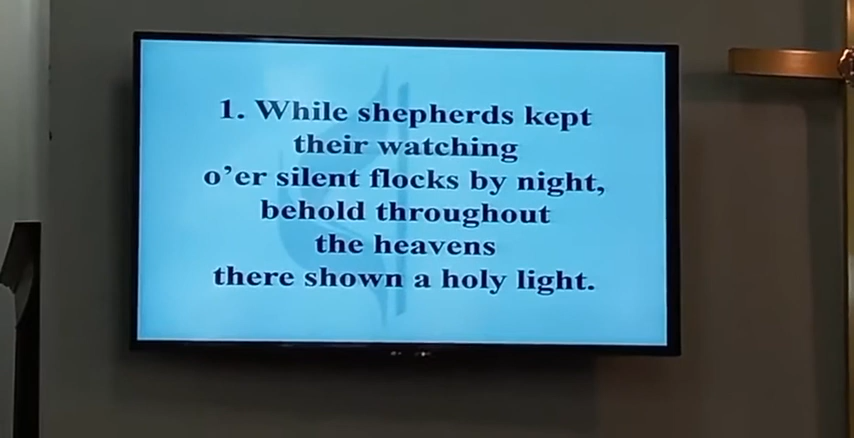 1. While shepherds kept
their watching
o’er silent flocks by night,
behold throughout
the heavens
there shown a holy light.